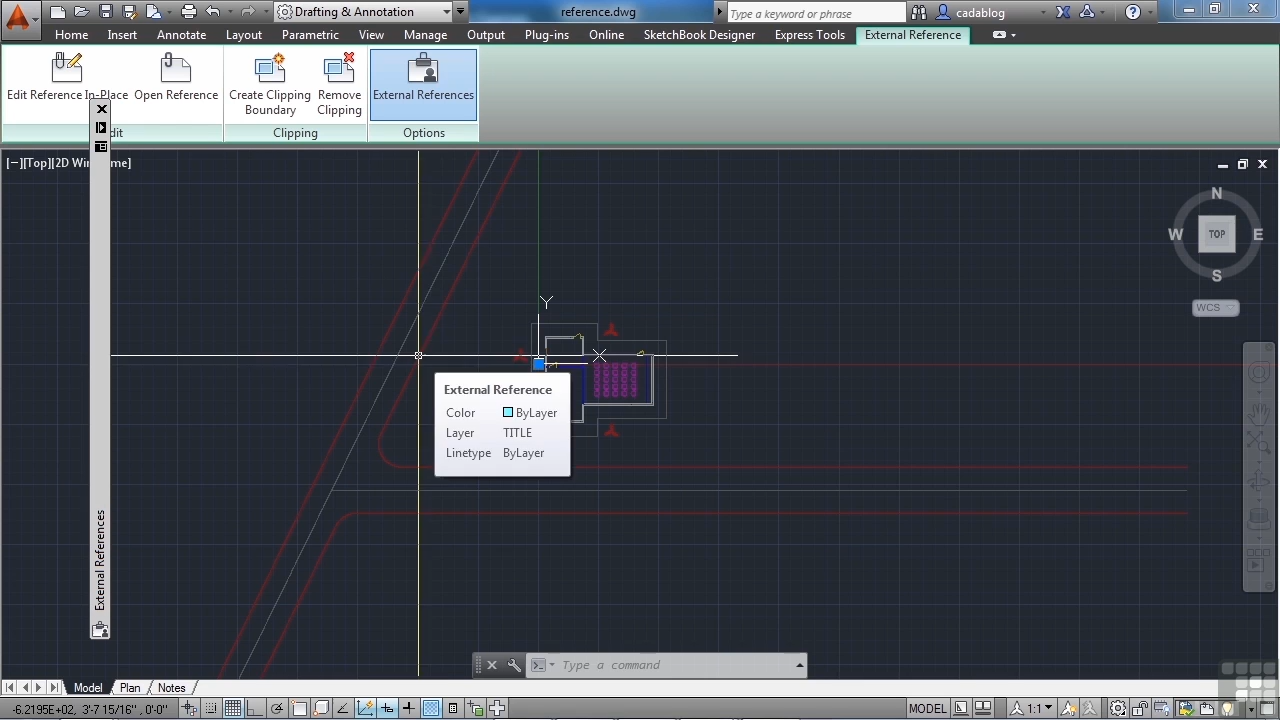 Drafting & Annotation
reference.dwg
Type a keyword or phrase
cadablog
Home Insert Annotate Layout Parametric View Manage Output Plug-ins Online SketchBook Designer Express Tools External Reference
Edit Reference In-Place Open Reference Create Clipping Boundary Remove Clipping External References
dit Clipping Options
[−][Top][2D Wir me]
N
W TOP E
S
WCS
Y
X
External Reference
Color ByLayer
Layer TITLE
Linetype ByLayer
External References
Type a command
Model Plan Notes
-6.2195E+02, 3'-7 15/16", 0'-0" MODEL 1:1